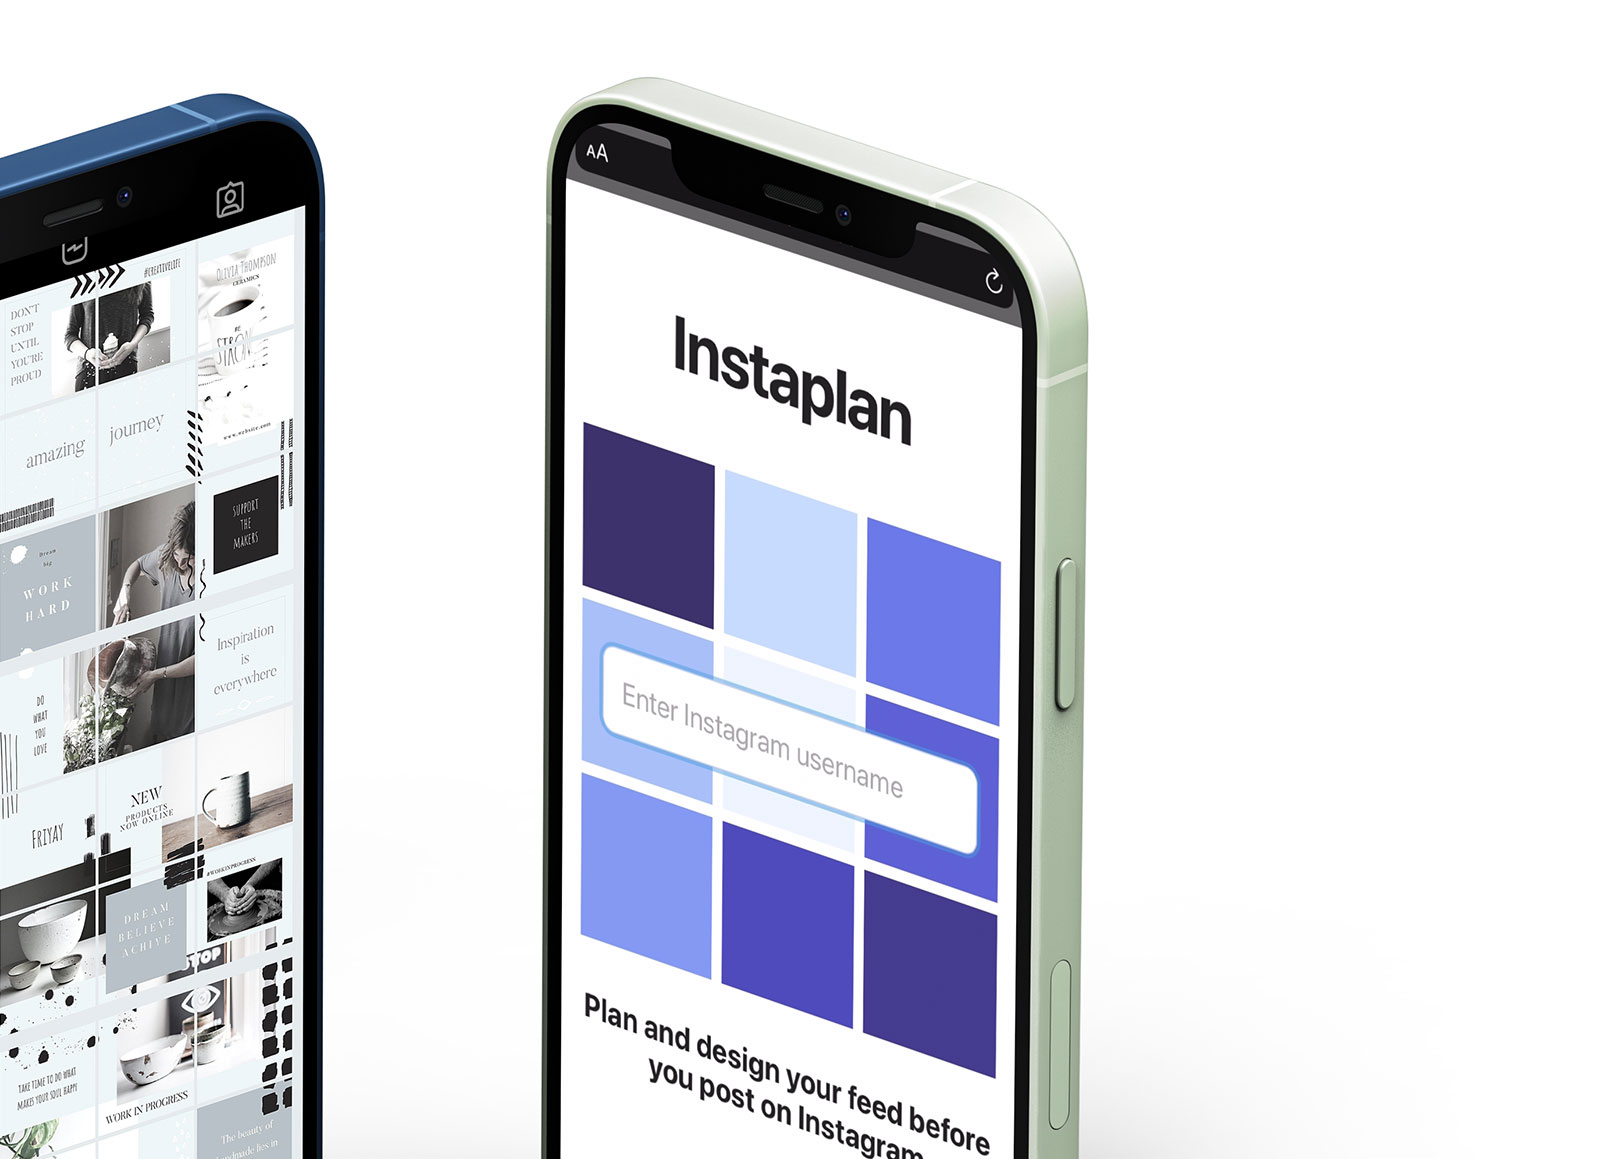 #CREATIVELIFE
DON'T
STOP
UNTIL
YOU'RE
PROUD
OLIVIA THOMPSON
CERAMICS
BE
STRONG
www.website.com
amazing journey
SUPPORT
THE
MAKERS
Dream
big
WORK
HARD
Inspiration
is
everywhere
DO
WHAT
YOU
LOVE
NEW
PRODUCTS
NOW ONLINE
FRIYAY
#WORKINPROGRESS
DREAM
BELIEVE
ACHIVE
STOP
TAKE TIME TO DO WHAT
MAKES YOUR SOUL HAPPY
WORK IN PROGRESS
The beauty of
handmade lies in
AA
Instaplan
Enter Instagram username
Plan and design your feed before
you post on Instagram